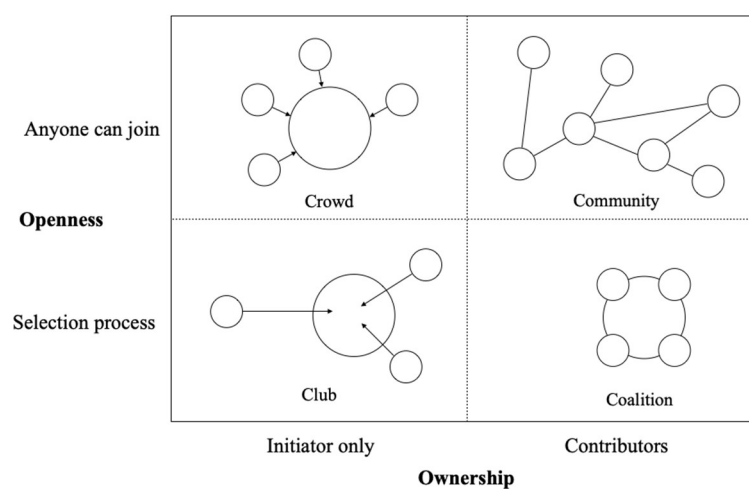 Anyone can join
Crowd
Community
Openness
Selection process
Club
Coalition
Initiator only
Contributors
Ownership